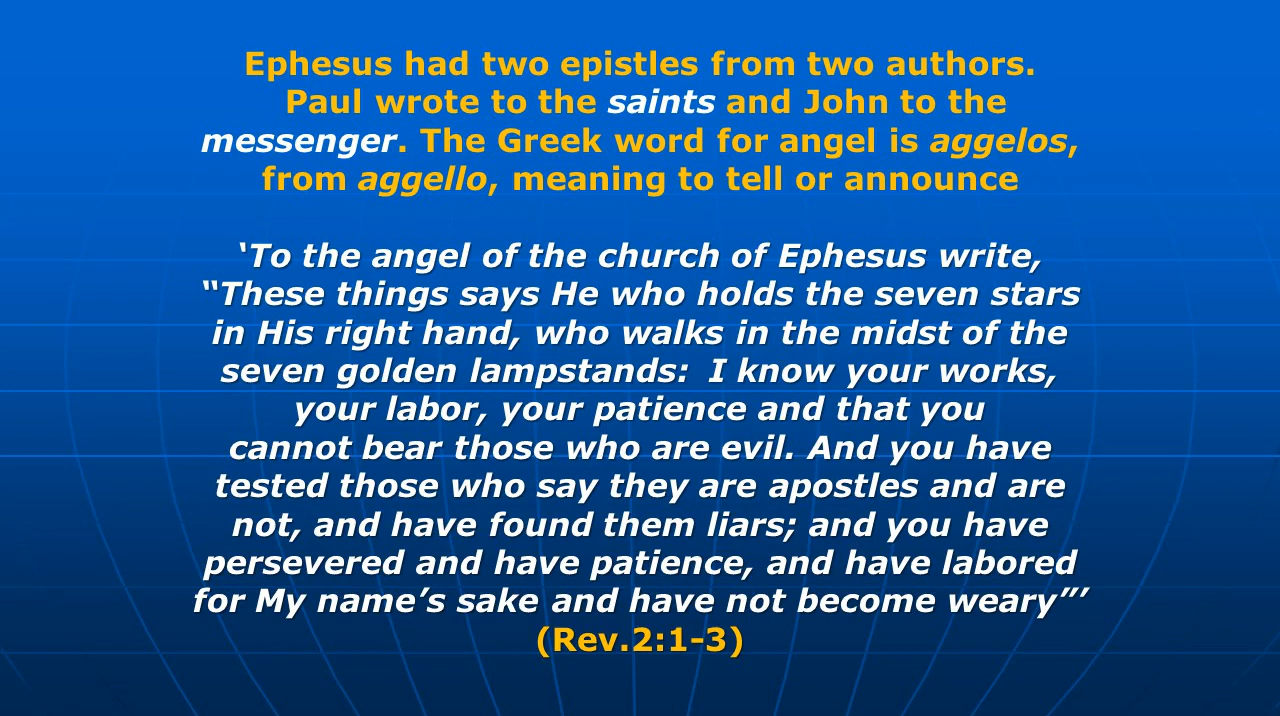 Ephesus had two epistles from two authors.
Paul wrote to the saints and John to the
messenger. The Greek word for angel is aggelos,
from aggello, meaning to tell or announce
‘To the angel of the church of Ephesus write,
“These things says He who holds the seven stars
in His right hand, who walks in the midst of the
seven golden lampstands:  I know your works,
your labor, your patience and that you
cannot bear those who are evil. And you have
tested those who say they are apostles and are
not, and have found them liars; and you have
persevered and have patience, and have labored
for My name’s sake and have not become weary”’
(Rev.2:1-3)